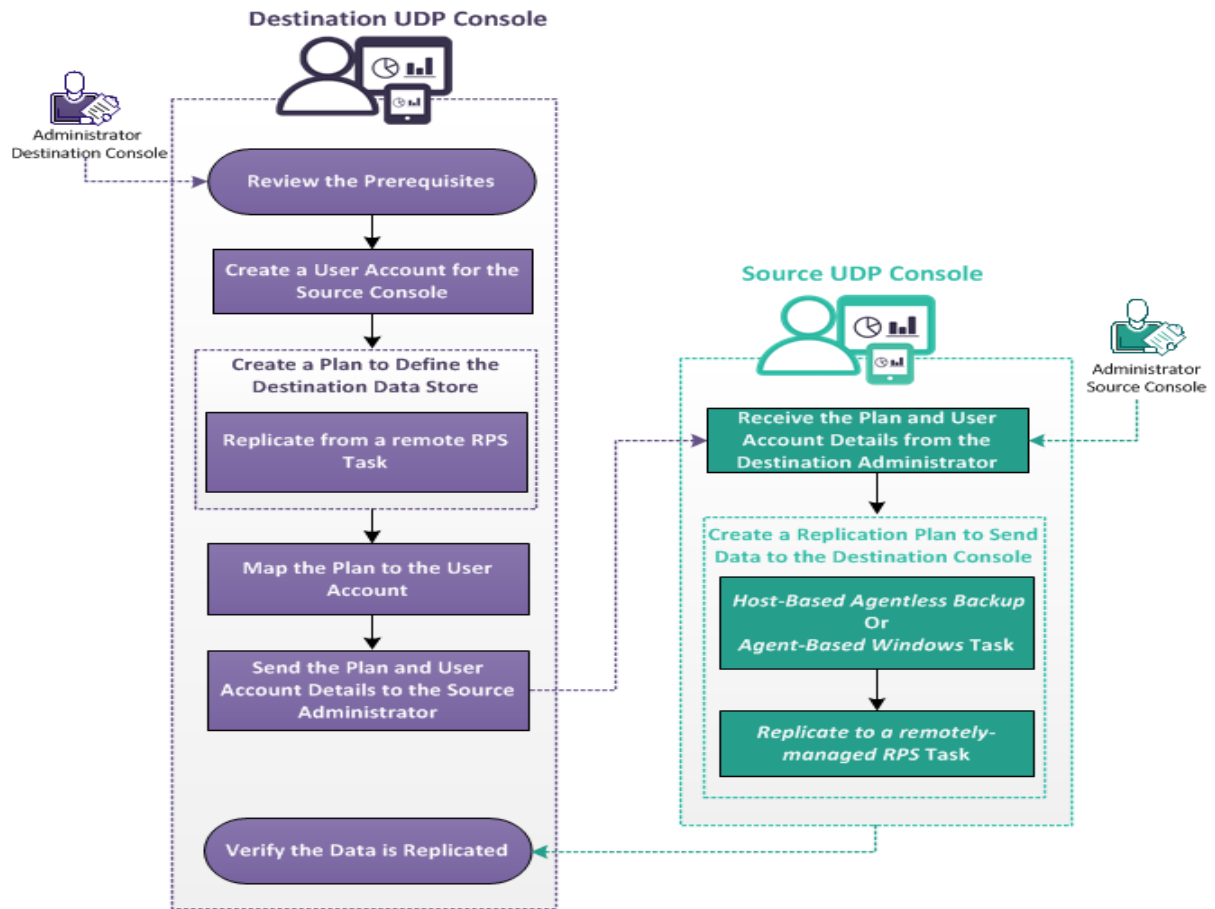 Destination UDP Console
Administrator
Destination Console
Review the Prerequisites
Create a User Account for the
Source Console
Create a Plan to Define the
Destination Data Store
Replicate from a remote RPS
Task
Map the Plan to the User
Account
Send the Plan and User
Account Details to the Source
Administrator
Verify the Data is Replicated
Source UDP Console
Administrator
Source Console
Receive the Plan and User
Account Details from the
Destination Administrator
Create a Replication Plan to Send
Data to the Destination Console
Host-Based Agentless Backup
Or
Agent-Based Windows Task
Replicate to a remotely-
managed RPS Task